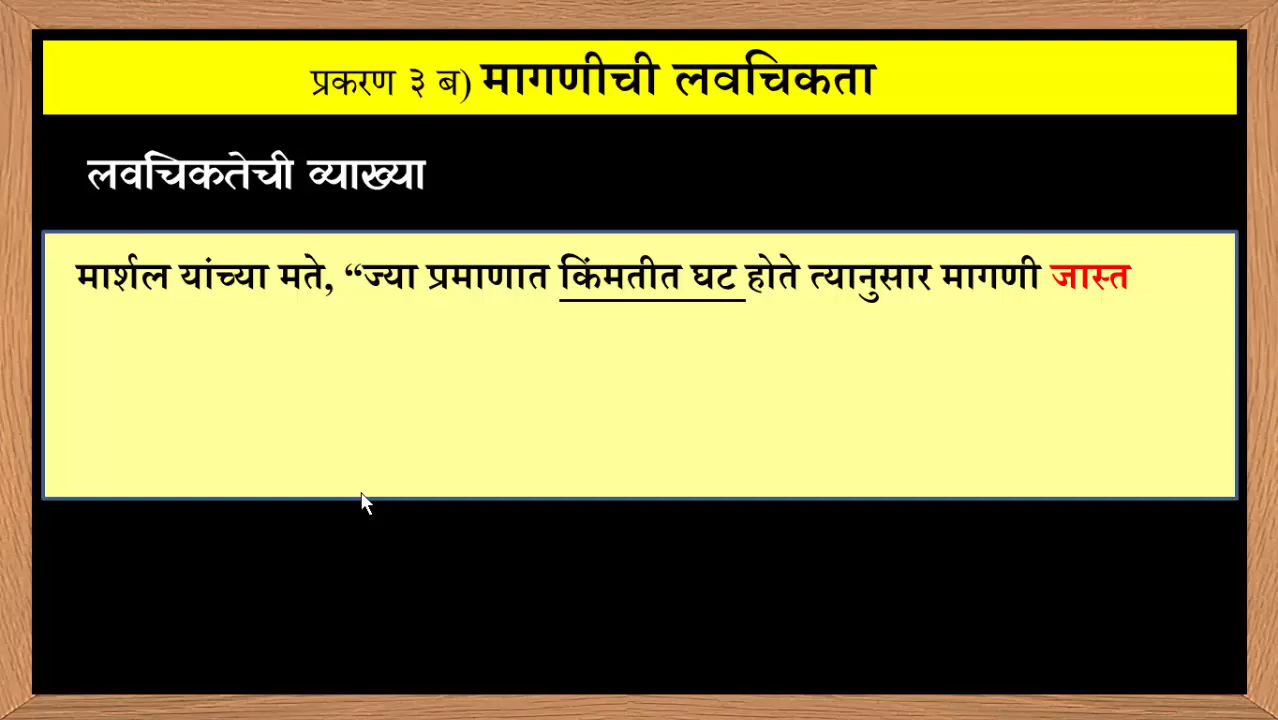 प्रकरण ३ ब) मागणीची लवचिकता
लवचिकतेची व्याख्या
मार्शल यांच्या मते, “ज्या प्रमाणात किंमतीत घट होते त्यानुसार मागणी जास्त